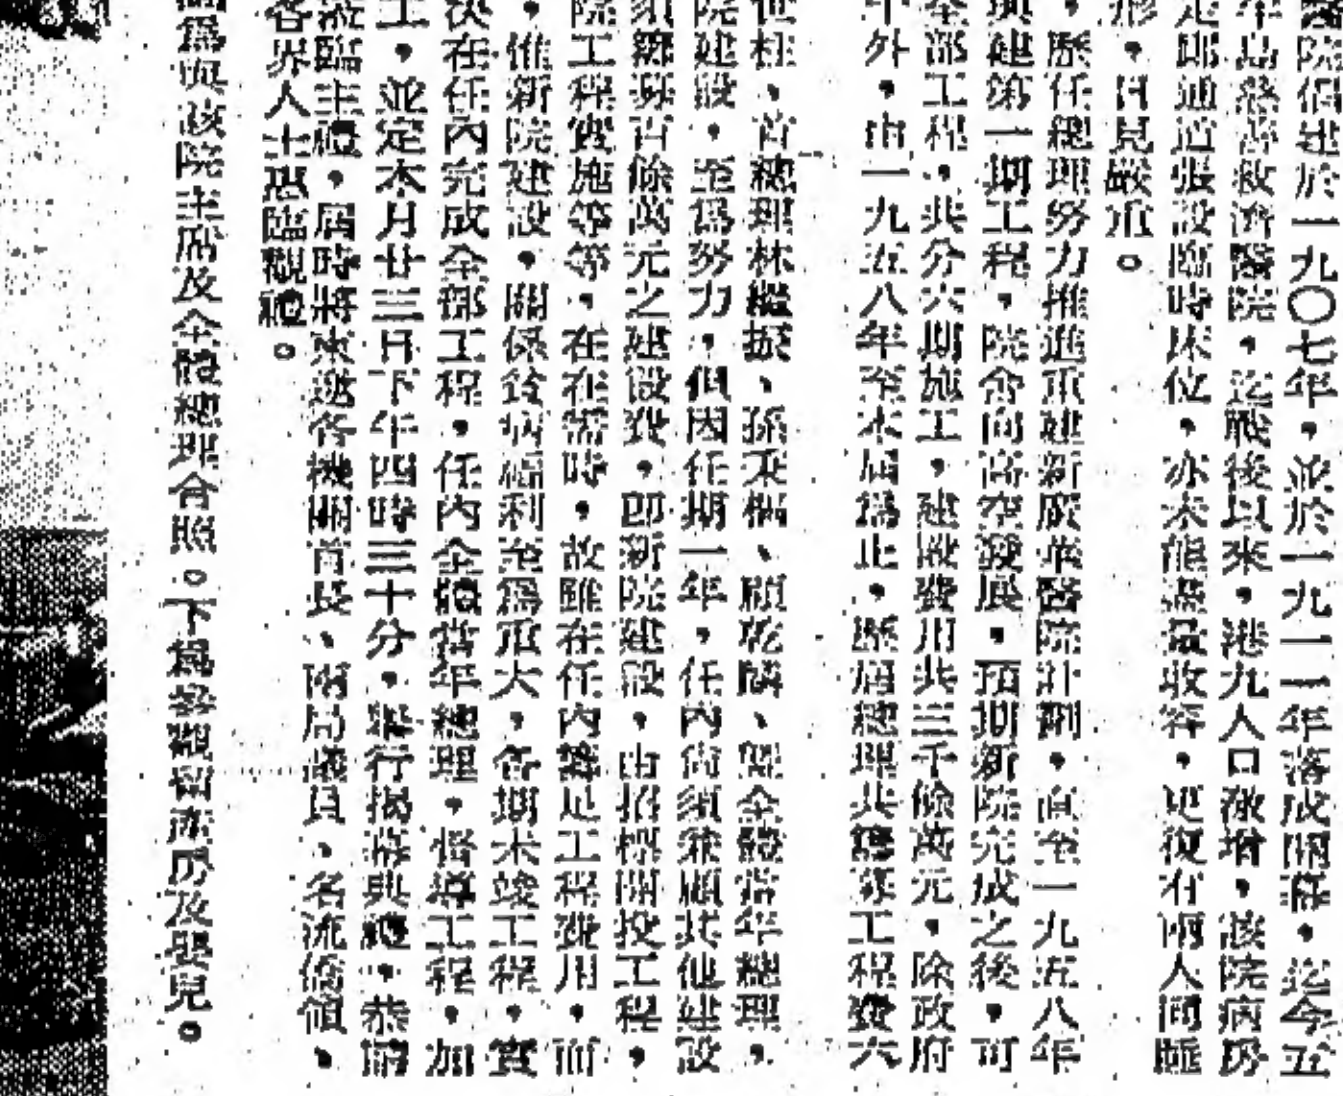 醫院倡建於一九〇七年，並於一九一一年落成開幕，迄今五
年島慈善救濟醫院，迄戰後以來，港九人口激增，該院病房
走郎通道張設臨時床位，亦未能盡量收容，更復有兩人同睡
形，日見嚴重。
，歷任總理努力推進重建新廣華醫院計劃，直至一九五八年
興建第一期工程，院舍向高空發展，預期新院完成之後，可
全部工程，共分六期施工，建設費用共三千餘萬元，除政府
千外，由一九五八年至本屆爲止，歷屆總理共籌募工程費六
世柱、首總理林繼振、孫秉樞、顧乾麟、暨全體當年總理，
院建設，至爲努力，但因任期一年，任內尚須兼顧其他建設
須籌募百餘萬元之建設費，即新院建設，由招標開投工程，
院工程實施等等，在在需時，故雖在任內籌足工程費用，而
，惟新院建設，關係貧病福利至爲重大，各期未竣工程，實
決在任內完成全部工程，任內全體當年總理，督導工程，加
工，並定本月廿三日下午四時三十分，舉行揭幕典禮，恭請
蒞臨主禮，屆時將柬邀各機關首長、兩局議員、名流僑領、
各界人士惠臨觀禮。
爲與該院主席及全體總理合照。下爲參觀留產房及嬰兒。